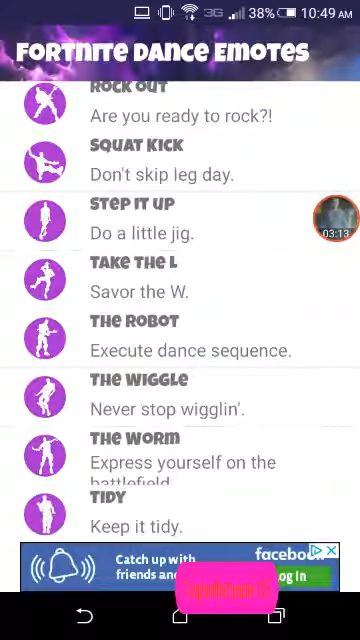 3G 38% 10:49 AM
Fortnite Dance Emotes
Rock Out
Are you ready to rock?!
Squat Kick
Don't skip leg day.
Step It Up
Do a little jig.
03:13
Take The L
Savor the W.
The Robot
Execute dance sequence.
The Wiggle
Never stop wigglin'.
The Worm
Express yourself on the
battlefield
Tidy
Keep it tidy.
Catch up with
friends and
facebook
og In